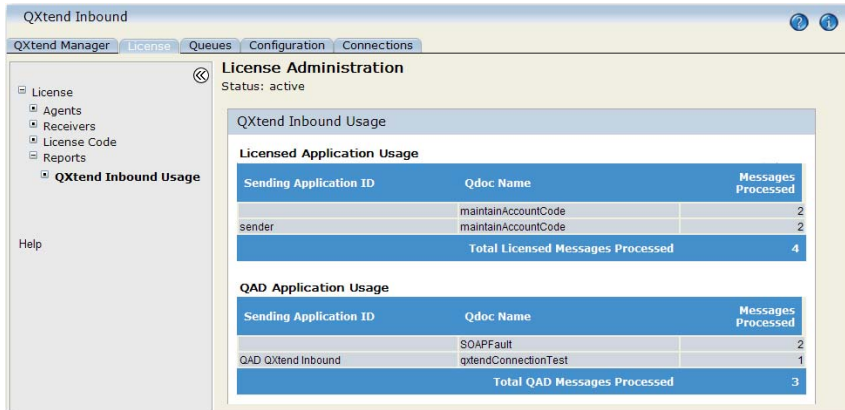 QXtend Inbound
QXtend Manager License Queues Configuration Connections
License
Agents
Receivers
License Code
Reports
QXtend Inbound Usage
Help
License Administration
Status: active
QXtend Inbound Usage
Licensed Application Usage
Sending Application ID Qdoc Name Messages Processed
maintainAccountCode 2
sender maintainAccountCode 2
Total Licensed Messages Processed 4
QAD Application Usage
Sending Application ID Qdoc Name Messages Processed
SOAPFault 2
QAD QXtend Inbound qxtendConnectionTest 1
Total QAD Messages Processed 3